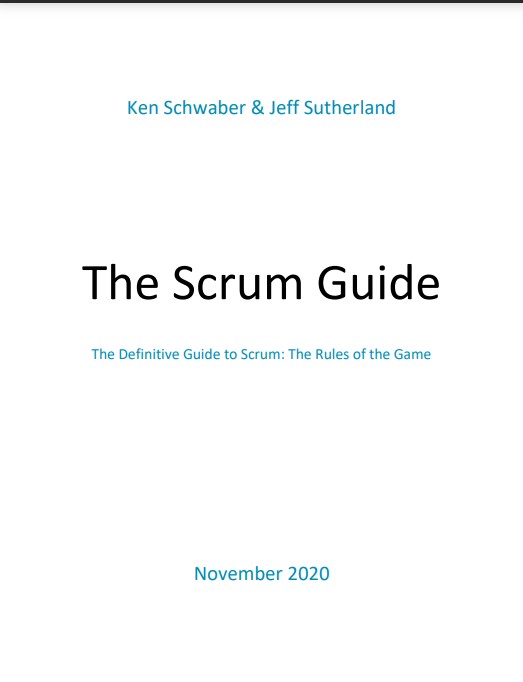 Ken Schwaber & Jeff Sutherland
The Scrum Guide
The Definitive Guide to Scrum: The Rules of the Game
November 2020